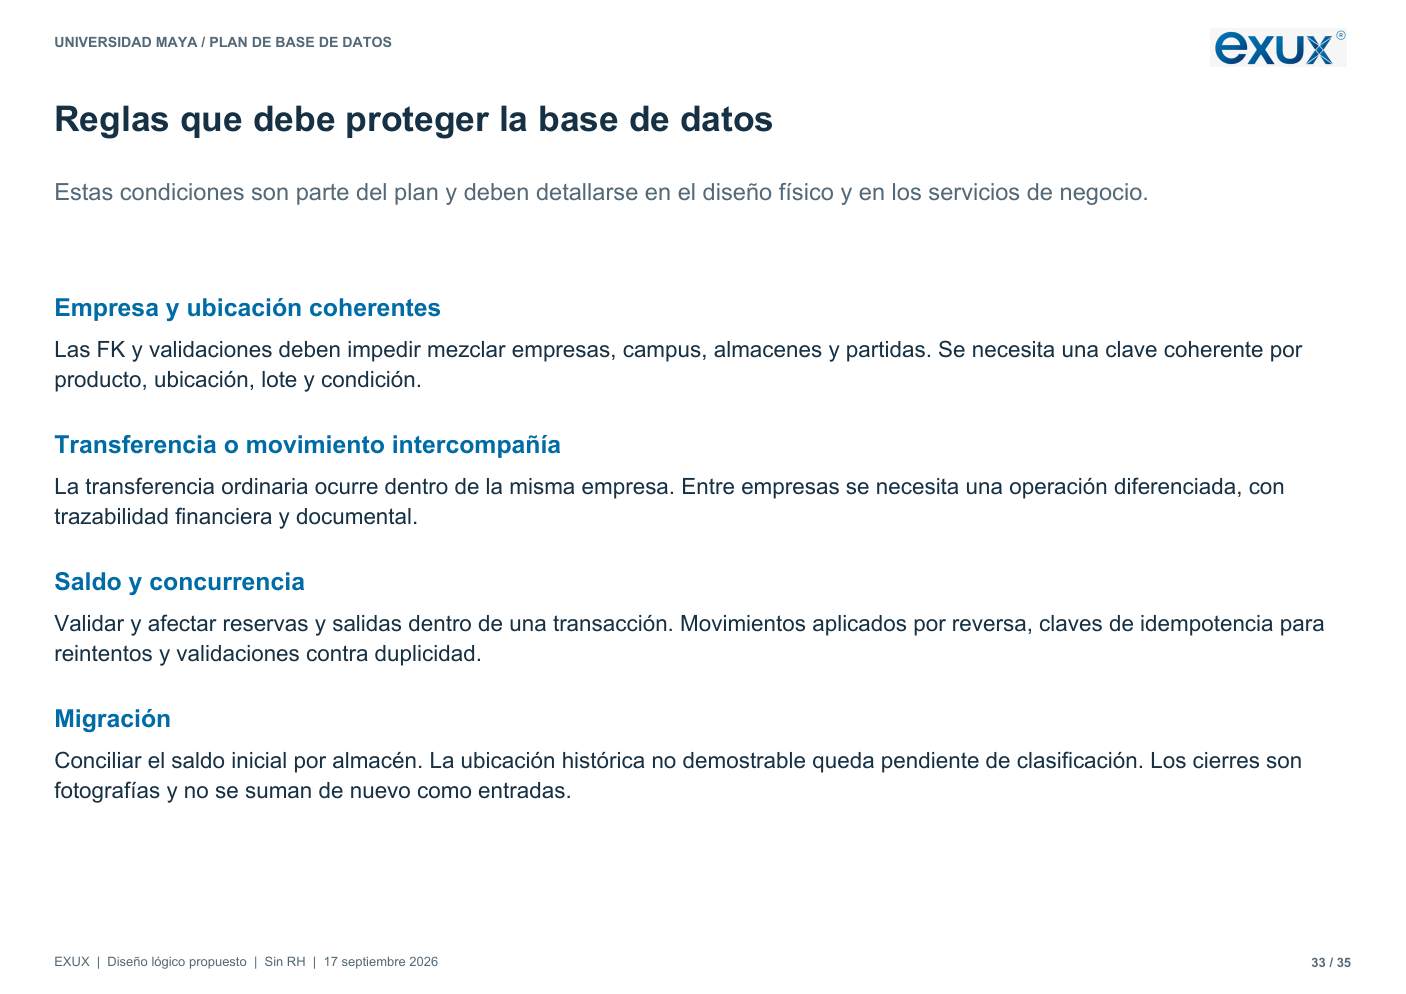 UNIVERSIDAD MAYA / PLAN DE BASE DE DATOS
exux®
Reglas que debe proteger la base de datos
Estas condiciones son parte del plan y deben detallarse en el diseño físico y en los servicios de negocio.
Empresa y ubicación coherentes
Las FK y validaciones deben impedir mezclar empresas, campus, almacenes y partidas. Se necesita una clave coherente por
producto, ubicación, lote y condición.
Transferencia o movimiento intercompañía
La transferencia ordinaria ocurre dentro de la misma empresa. Entre empresas se necesita una operación diferenciada, con
trazabilidad financiera y documental.
Saldo y concurrencia
Validar y afectar reservas y salidas dentro de una transacción. Movimientos aplicados por reversa, claves de idempotencia para
reintentos y validaciones contra duplicidad.
Migración
Conciliar el saldo inicial por almacén. La ubicación histórica no demostrable queda pendiente de clasificación. Los cierres son
fotografías y no se suman de nuevo como entradas.
EXUX | Diseño lógico propuesto | Sin RH | 17 septiembre 2026
33 / 35